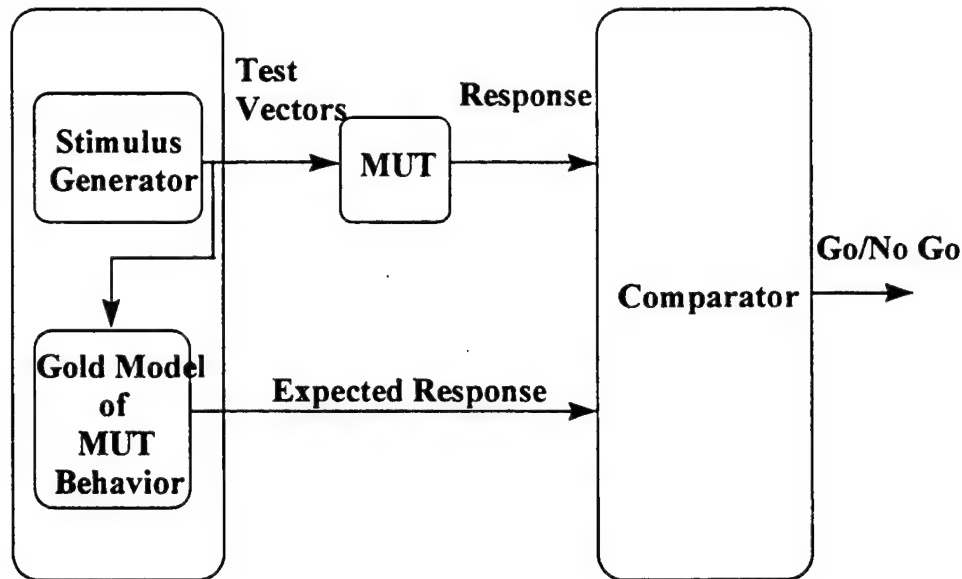 Test
Vectors
Response
Stimulus
Generator
MUT
Go/No Go
Comparator
Gold Model
of
MUT
Behavior
Expected Response